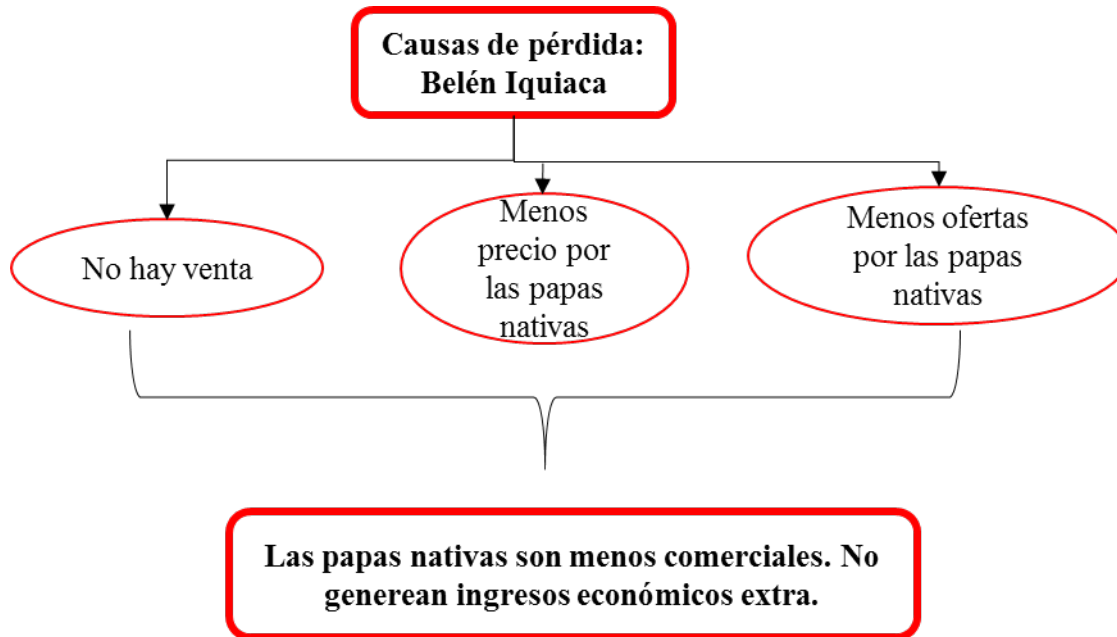 Causas de pérdida:
Belén Iquiaca
No hay venta
Menos
precio por
las papas
nativas
Menos ofertas
por las papas
nativas
Las papas nativas son menos comerciales. No
generean ingresos económicos extra.